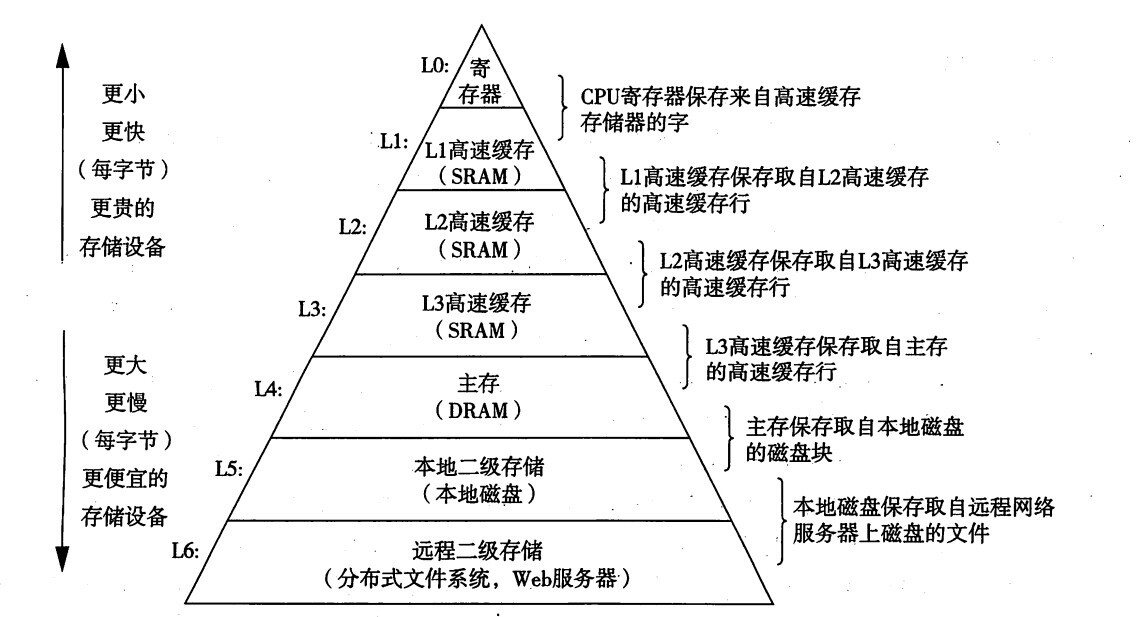 更小
更快
（每字节）
更贵的
存储设备
更大
更慢
（每字节）
更便宜的
存储设备
L0:
寄
存器
CPU寄存器保存来自高速缓存
存储器的字
L1:
L1高速缓存
（SRAM）
L1高速缓存保存取自L2高速缓存
的高速缓存行
L2:
L2高速缓存
（SRAM）
L2高速缓存保存取自L3高速缓存
的高速缓存行
L3:
L3高速缓存
（SRAM）
L3高速缓存保存取自主存
的高速缓存行
L4:
主存
（DRAM）
主存保存取自本地磁盘
的磁盘块
L5:
本地二级存储
（本地磁盘）
本地磁盘保存取自远程网络
服务器上磁盘的文件
L6:
远程二级存储
（分布式文件系统，Web服务器）